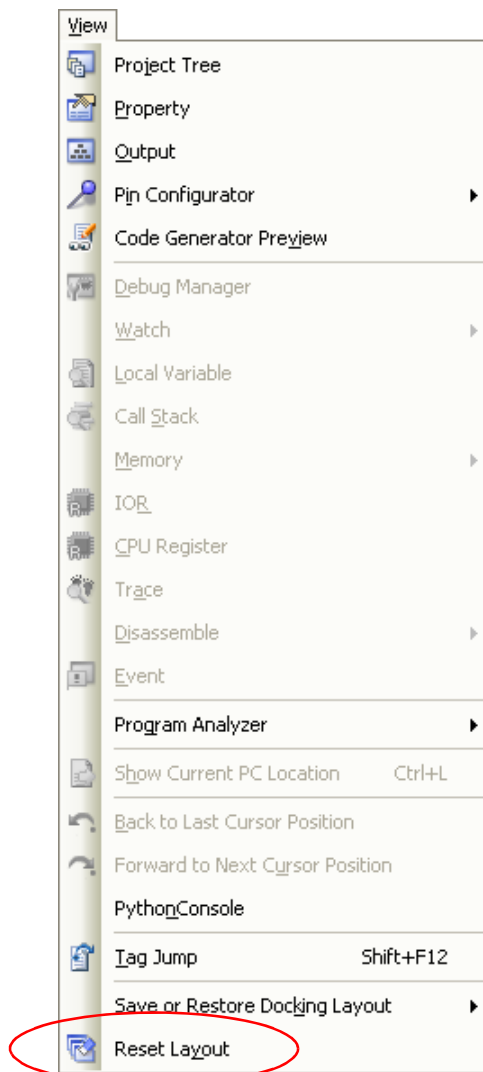 View
Project Tree
Property
Output
Pin Configurator
Code Generator Preview
Debug Manager
Watch
Local Variable
Call Stack
Memory
IOR
CPU Register
Trace
Disassemble
Event
Program Analyzer
Show Current PC Location Ctrl+L
Back to Last Cursor Position
Forward to Next Cursor Position
PythonConsole
Tag Jump Shift+F12
Save or Restore Docking Layout
Reset Layout